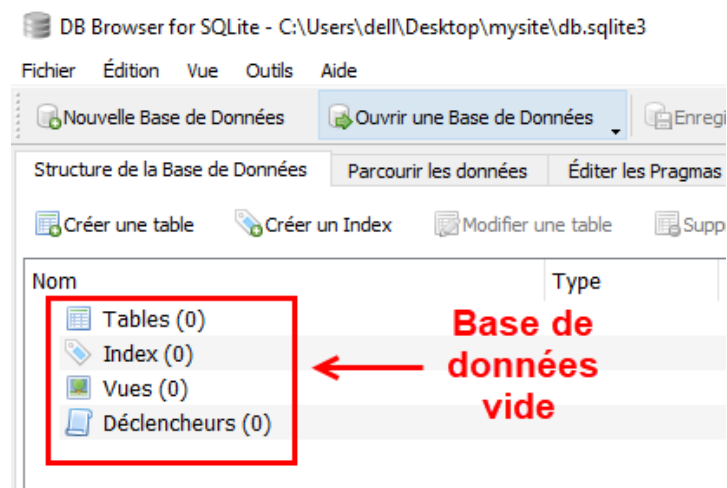 DB Browser for SQLite - C:\Users\dell\Desktop\mysite\db.sqlite3
Fichier Édition Vue Outils Aide
Nouvelle Base de Données Ouvrir une Base de Données Enregi
Structure de la Base de Données Parcourir les données Éditer les Pragmas
Créer une table Créer un Index Modifier une table Supp
Nom Type
Tables (0)
Index (0)
Vues (0)
Déclencheurs (0)
Base de
données
vide